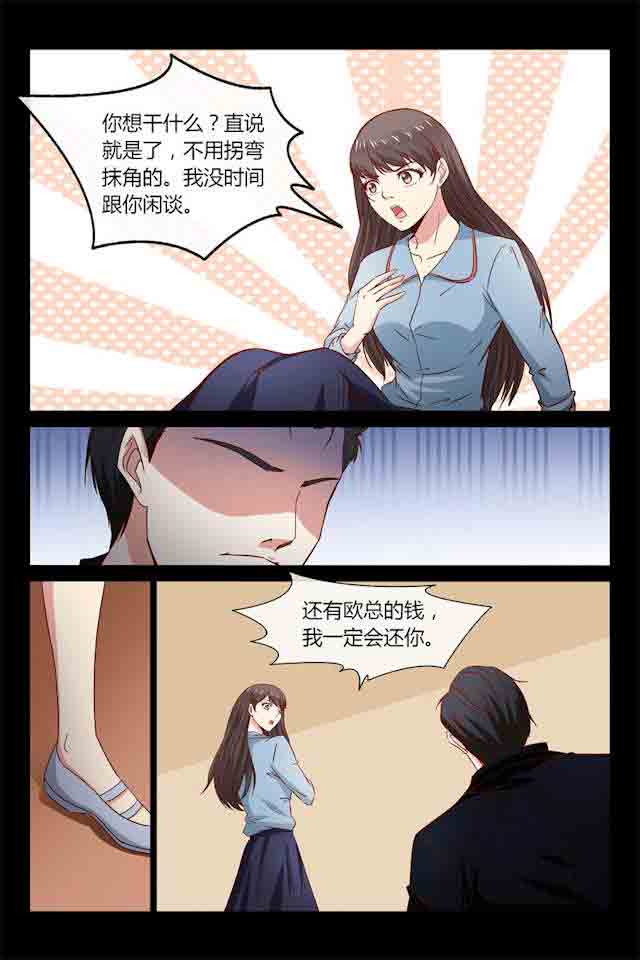 你想干什么？直说
就是了，不用拐弯
抹角的。我没时间
跟你闲谈。
还有欧总的钱，
我一定会还你。